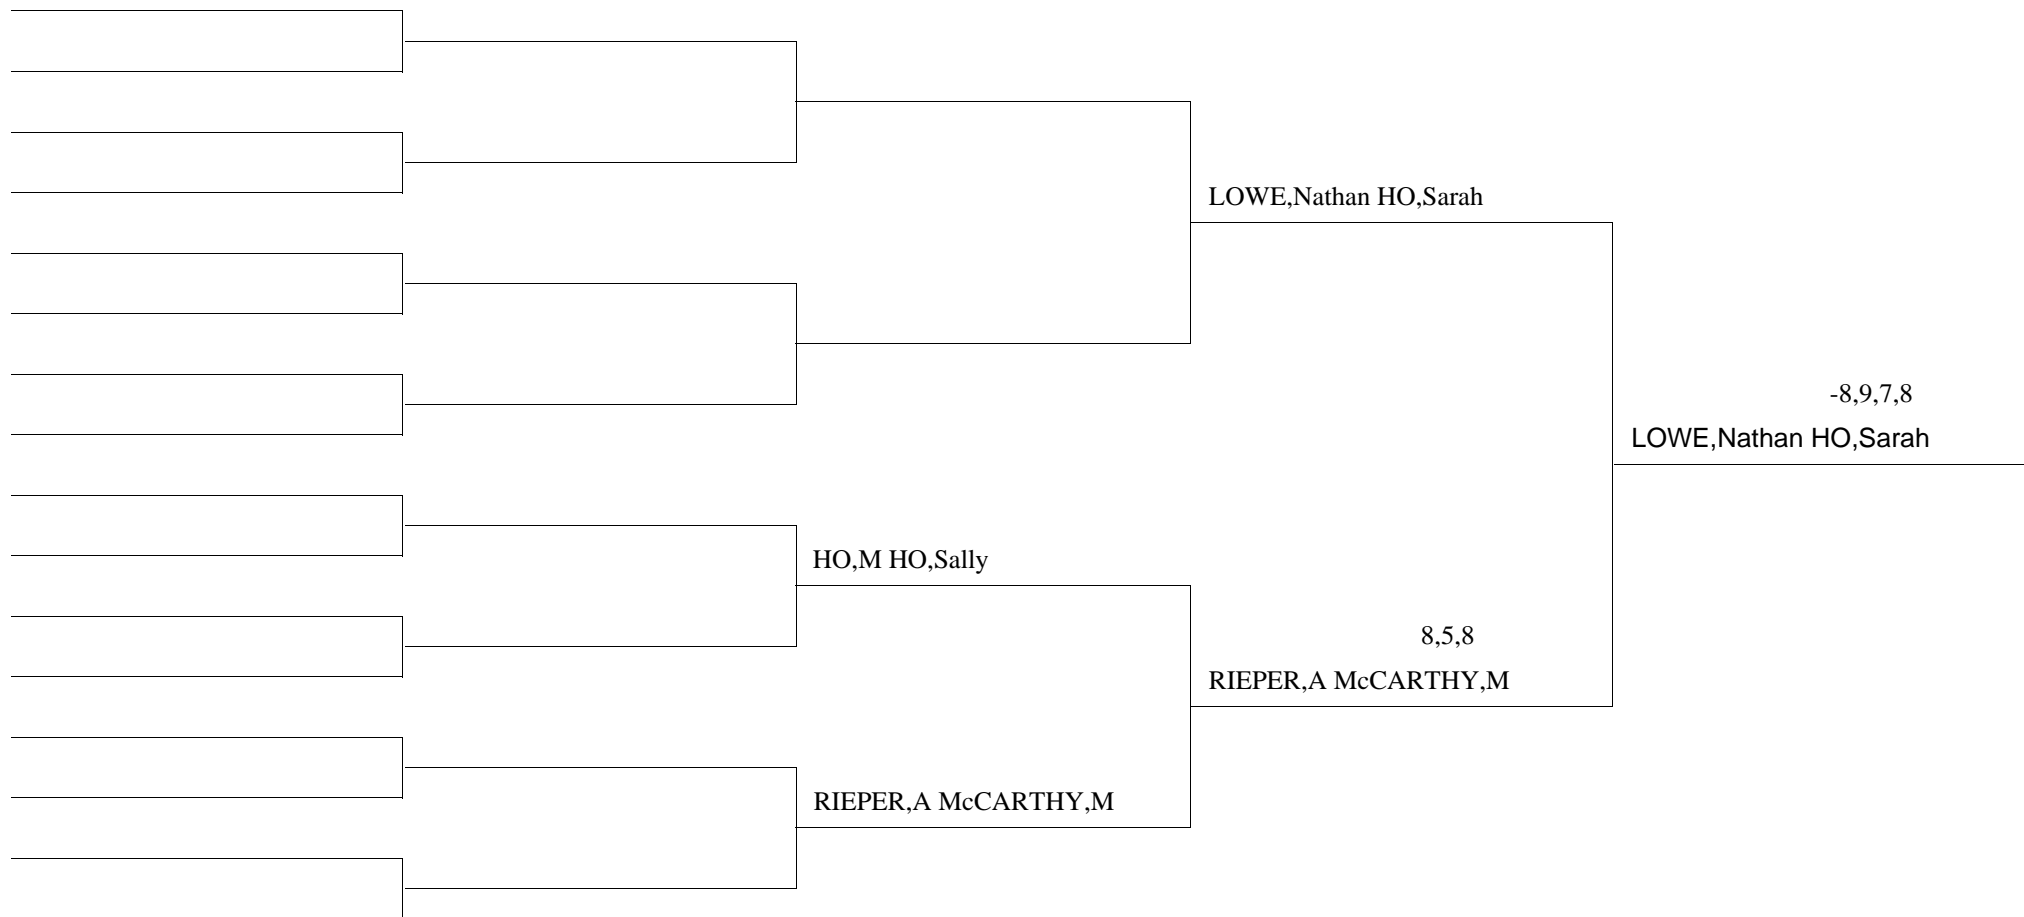 LOWE,Nathan HO,Sarah
-8,9,7,8
LOWE,Nathan HO,Sarah
HO,M HO,Sally
8,5,8
RIEPER,A McCARTHY,M
RIEPER,A McCARTHY,M